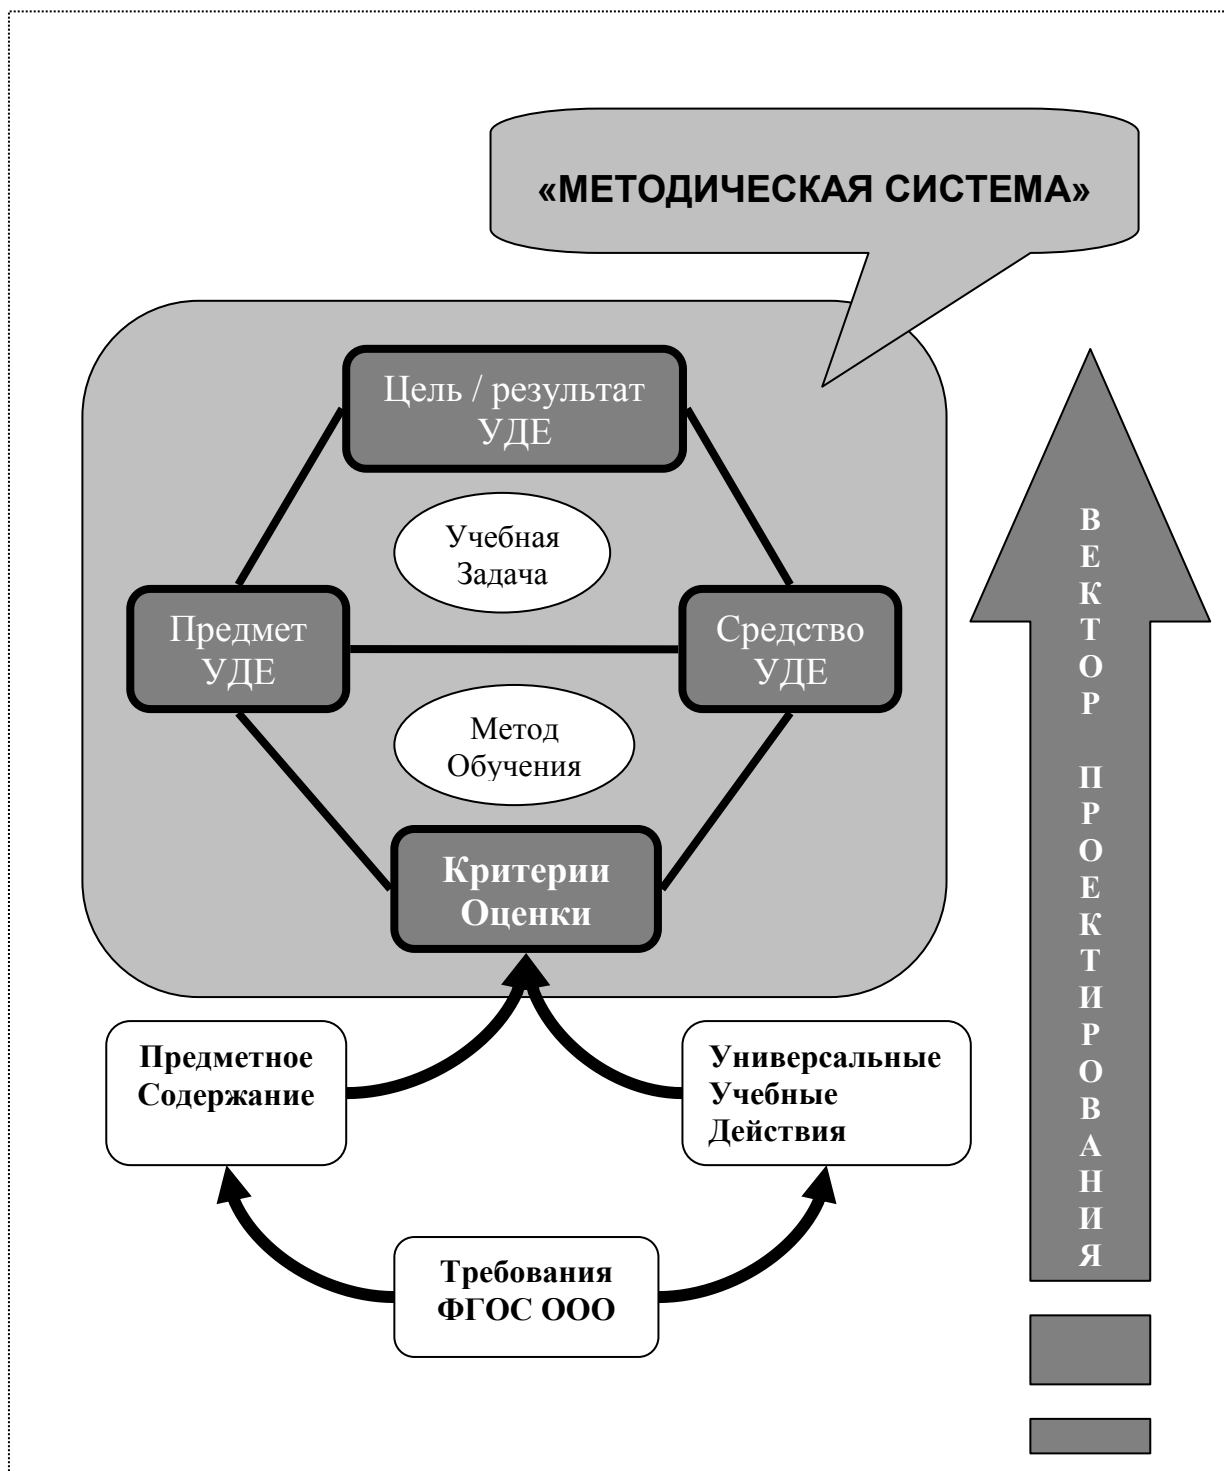 «МЕТОДИЧЕСКАЯ СИСТЕМА»
Цель / результат
УДЕ
Учебная
Задача
Предмет
УДЕ
Средство
УДЕ
Метод
Обучения
Критерии
Оценки
Предметное
Содержание
Универсальные
Учебные
Действия
Требования
ФГОС ООО
ВЕКТОР ПРОЕКТИРОВАНИЯ